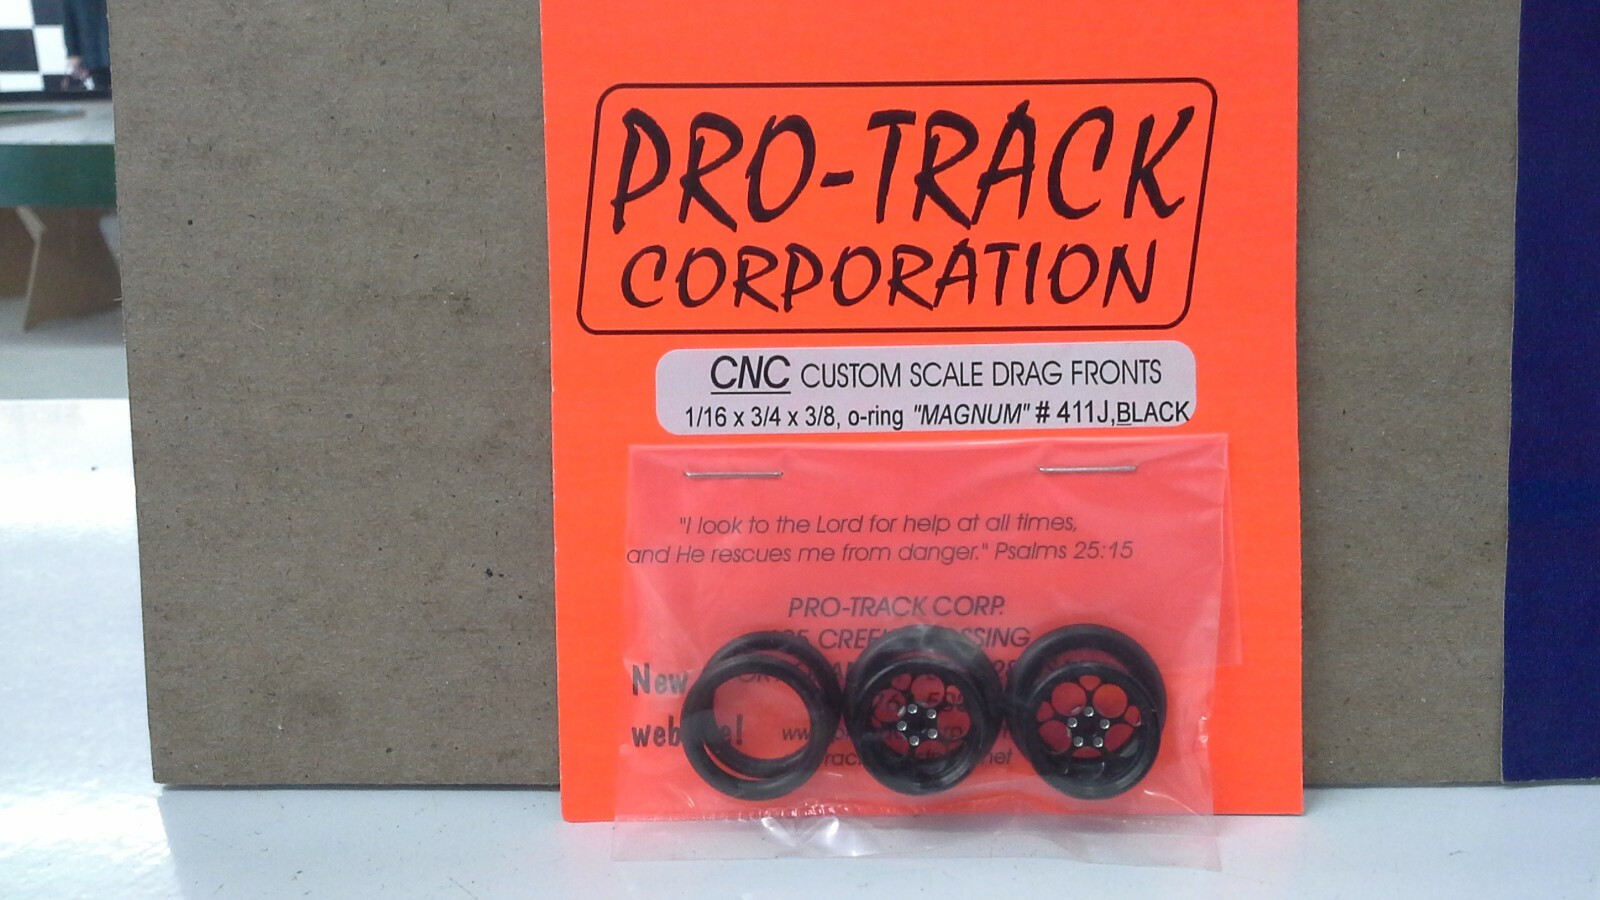 PRO-TRACK
CORPORATION
CNC CUSTOM SCALE DRAG FRONTS
1/16 x 3/4 x 3/8, o-ring "MAGNUM" # 411J,BLACK
"I look to the Lord for help at all times,
and He rescues me from danger." Psalms 25:15
PRO-TRACK CORP.
New
website!